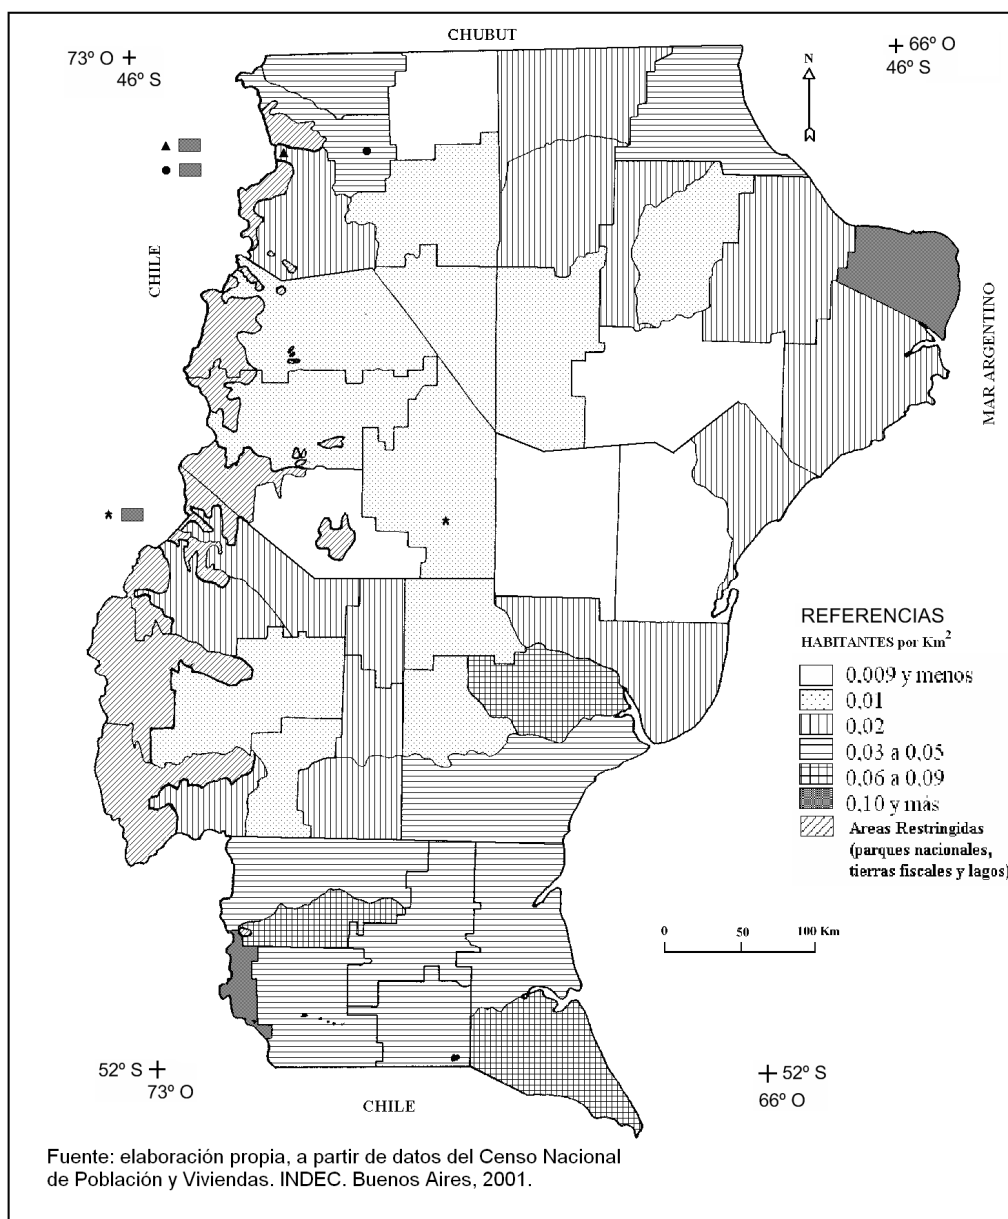 CHUBUT
73º O
46º S
66º O
46º S
N
CHILE
MAR ARGENTINO
REFERENCIAS
HABITANTES por Km²
0,009 y menos
0,01
0,02
0,03 a 0,05
0,06 a 0,09
0,10 y más
Areas Restringidas
(parques nacionales,
tierras fiscales y lagos)
0 50 100 Km
52º S
73º O
52º S
66º O
CHILE
Fuente: elaboración propia, a partir de datos del Censo Nacional
de Población y Viviendas. INDEC. Buenos Aires, 2001.